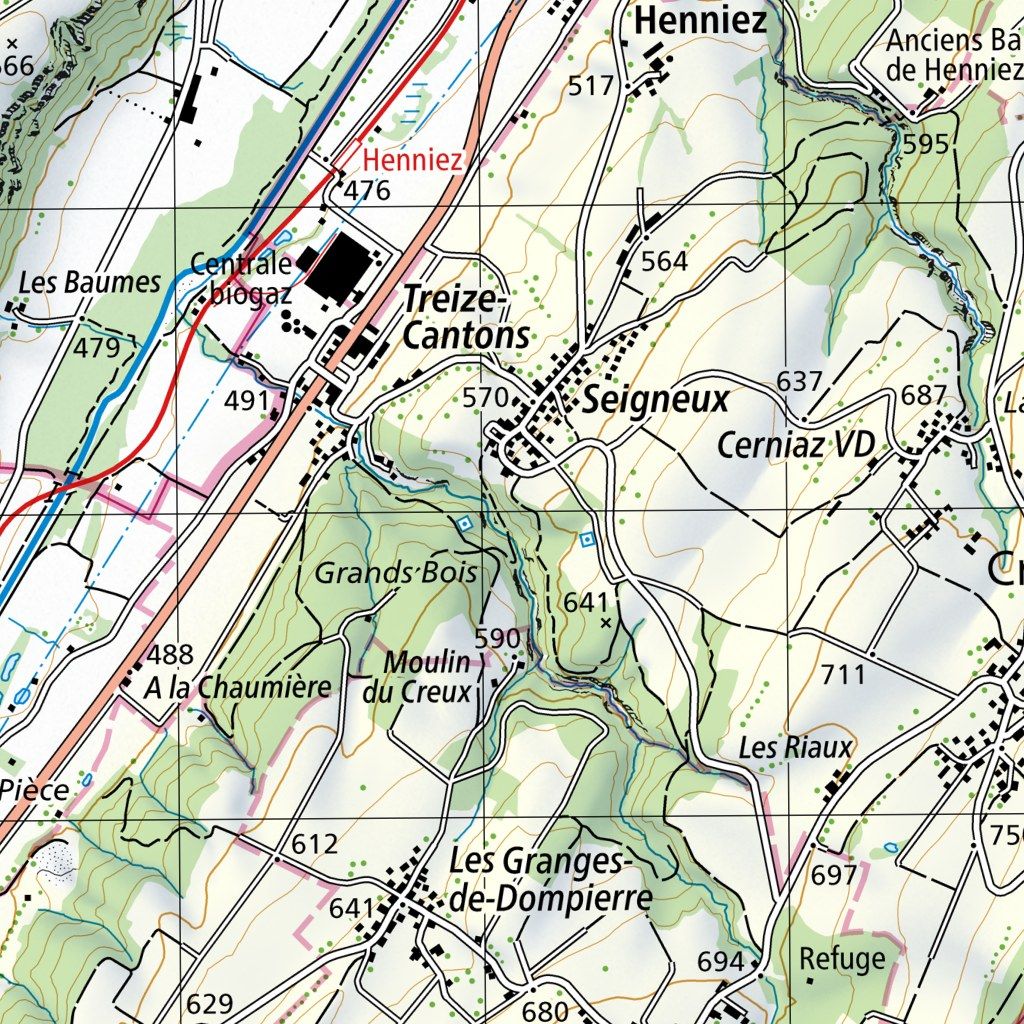 Henniez
Anciens Ba
de Henniez
566
517
595
Henniez
476
Centrale
biogaz
564
Les Baumes
Treize-
Cantons
479
491
570
Seigneux
637
687
La
Cerniaz VD
Grands Bois
641
Cr
590
488
Moulin
du Creux
A la Chaumière
711
Les Riaux
Pièce
612
Les Granges-
de-Dompierre
697
750
641
694
Refuge
629
680